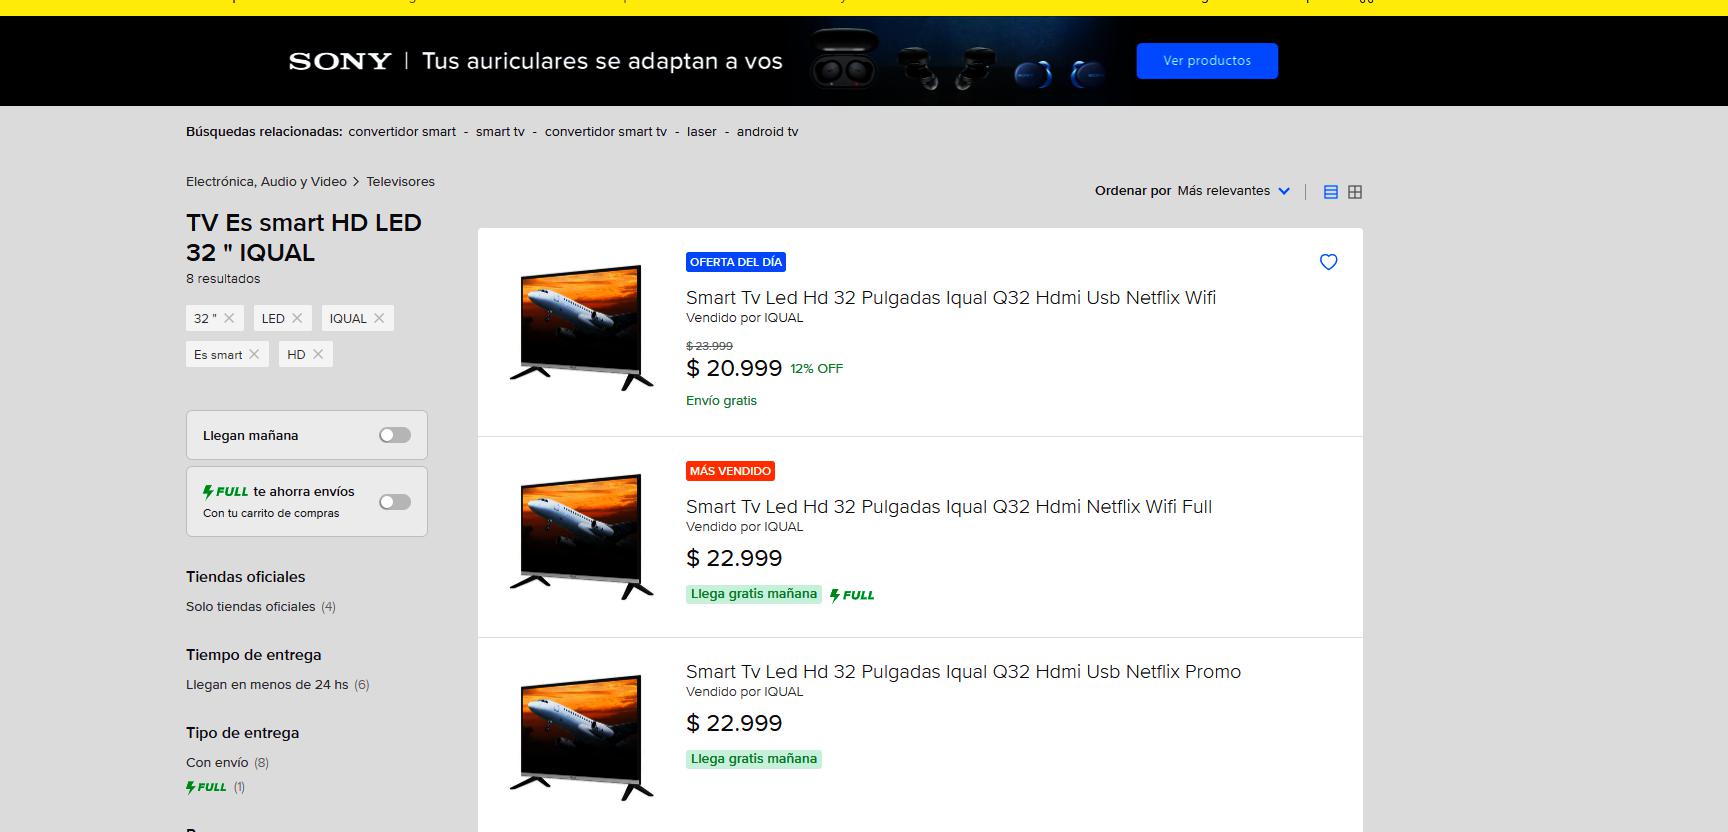 SONY | Tus auriculares se adaptan a vos
Ver productos
Búsquedas relacionadas: convertidor smart - smart tv - convertidor smart tv - laser - android tv
Electrónica, Audio y Video > Televisores
Ordenar por Más relevantes
TV Es smart HD LED
32 " IQUAL
8 resultados
32 "
LED
IQUAL
Es smart
HD
Llegan mañana
FULL te ahorra envíos
Con tu carrito de compras
Tiendas oficiales
Solo tiendas oficiales (4)
Tiempo de entrega
Llegan en menos de 24 hs (6)
Tipo de entrega
Con envío (8)
FULL (1)
OFERTA DEL DÍA
Smart Tv Led Hd 32 Pulgadas Iqual Q32 Hdmi Usb Netflix Wifi
Vendido por IQUAL
$ 23.999
$ 20.999 12% OFF
Envío gratis
MÁS VENDIDO
Smart Tv Led Hd 32 Pulgadas Iqual Q32 Hdmi Netflix Wifi Full
Vendido por IQUAL
$ 22.999
Llega gratis mañana FULL
Smart Tv Led Hd 32 Pulgadas Iqual Q32 Hdmi Usb Netflix Promo
Vendido por IQUAL
$ 22.999
Llega gratis mañana